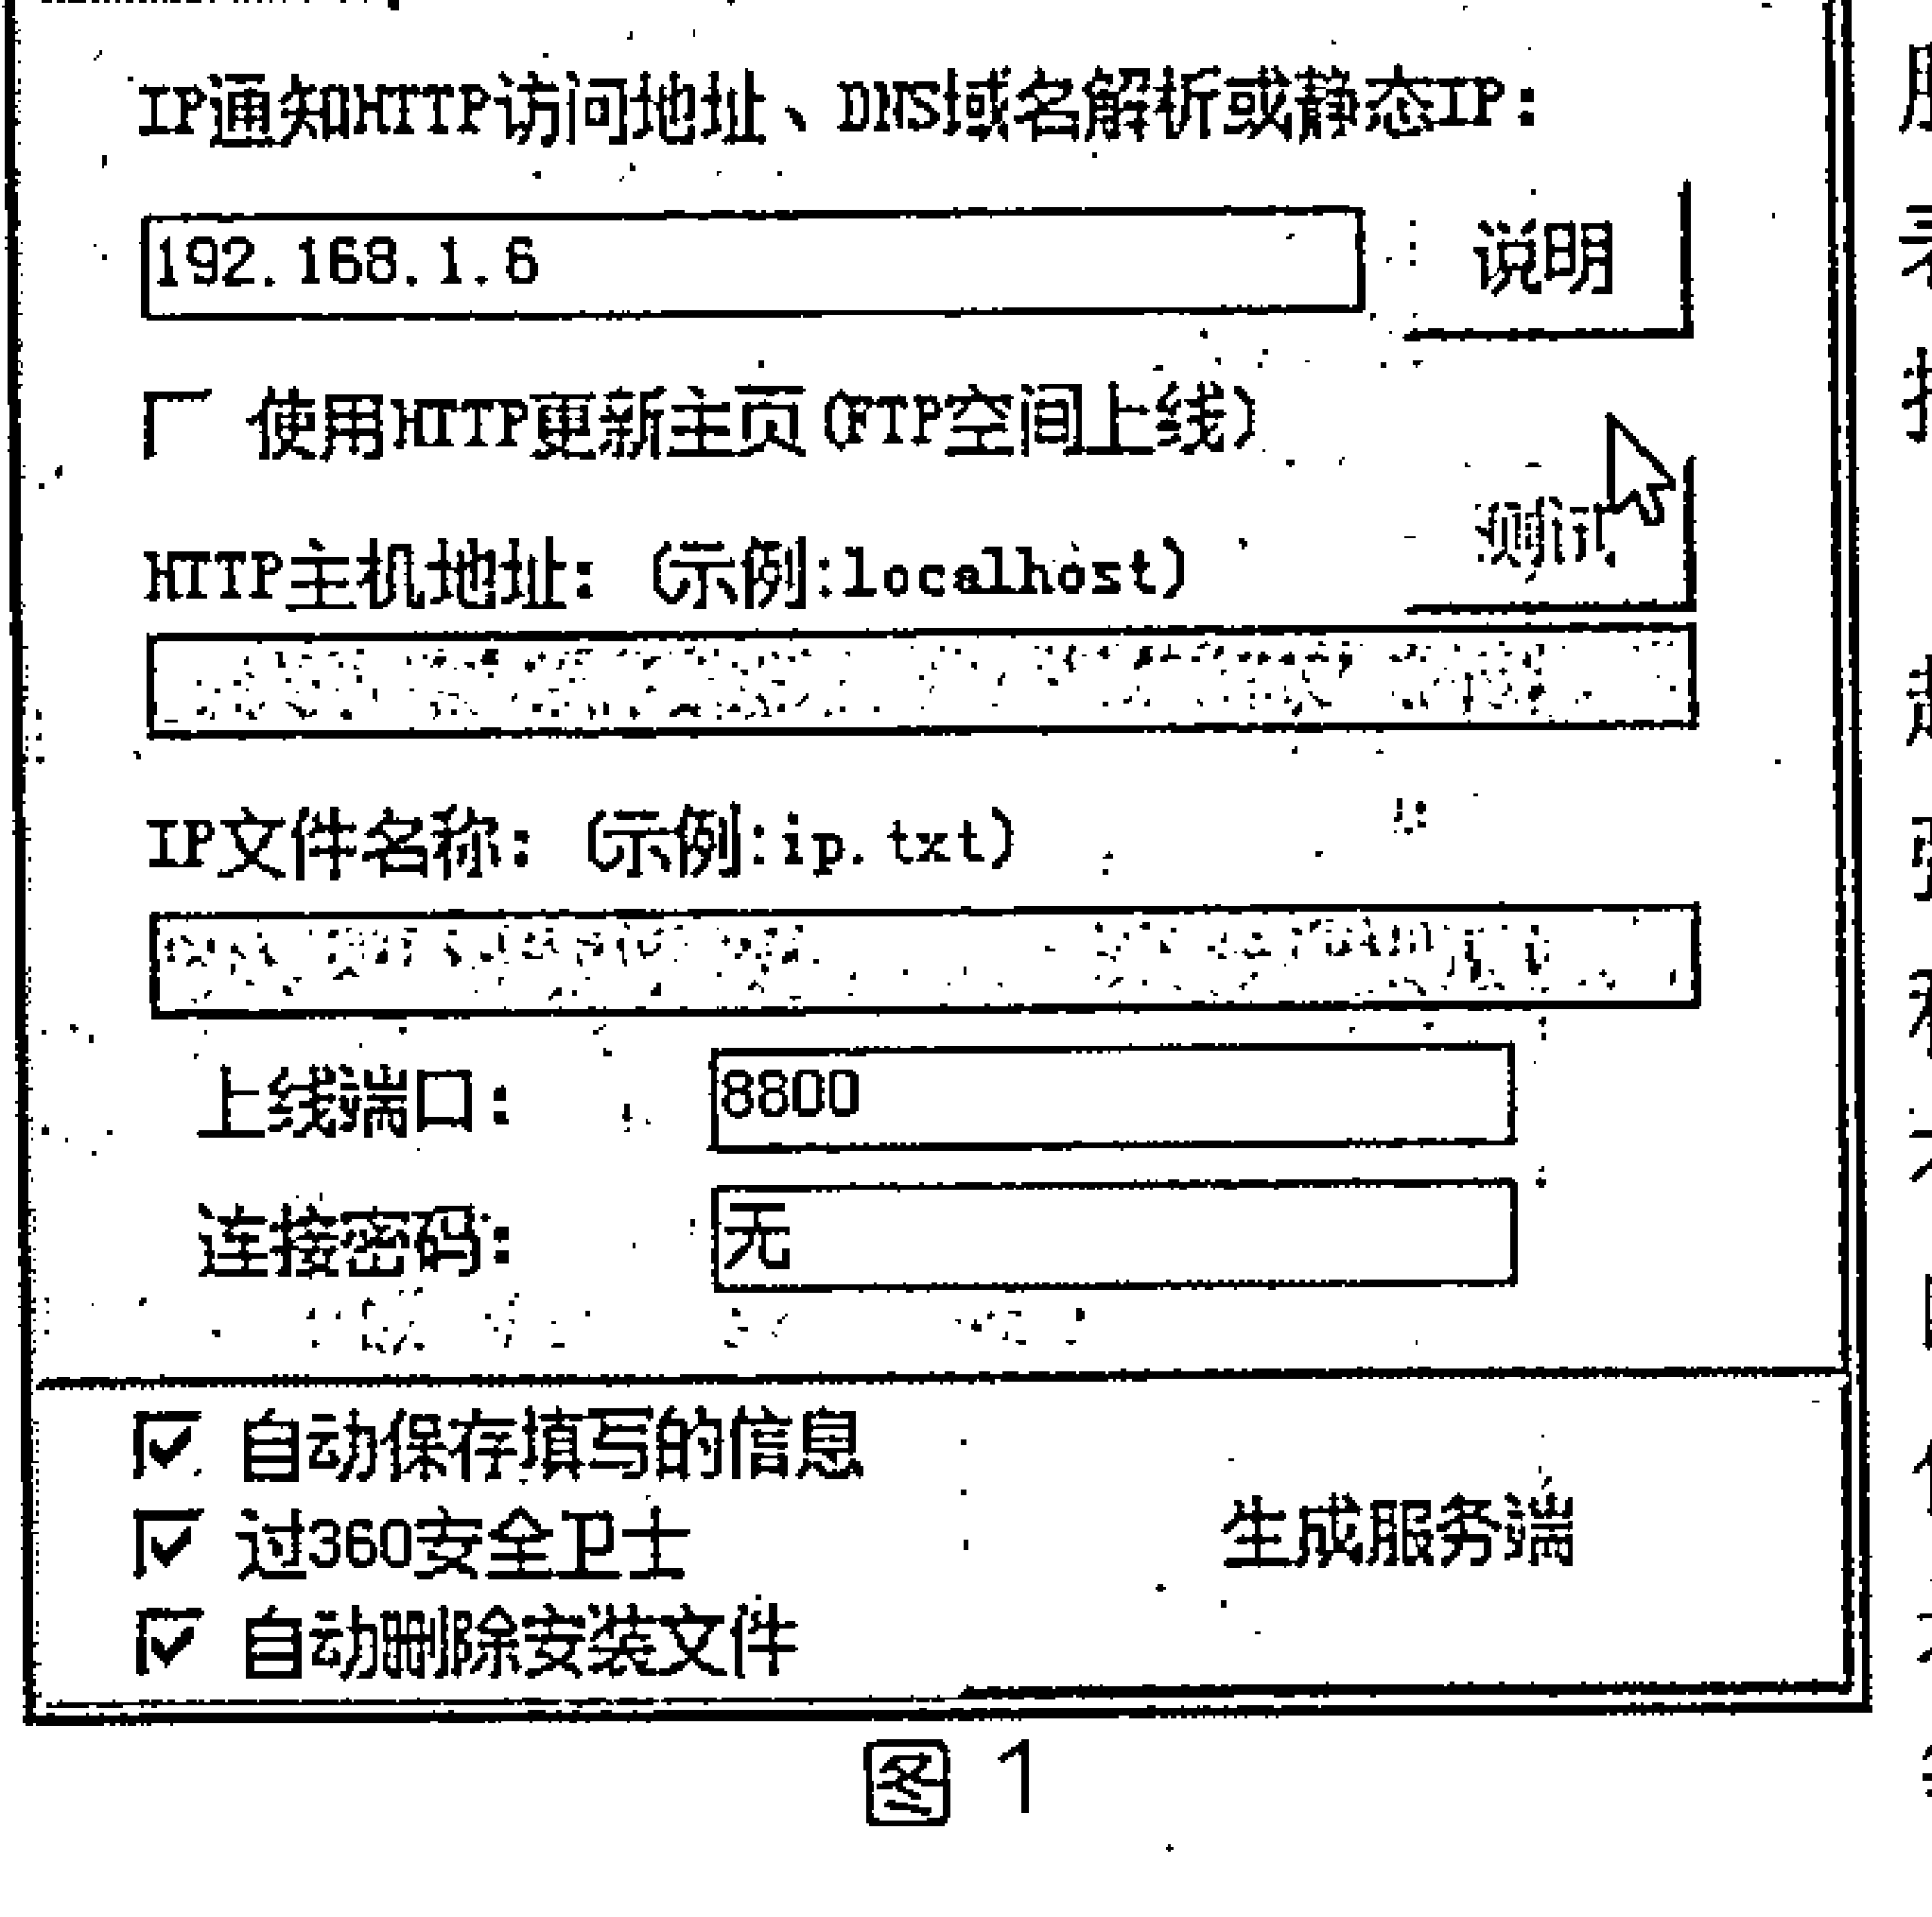 IP通知HTTP访问地址、DNS域名解析或静态IP:
192.168.1.6
说明
使用HTTP更新主页(FTP空间上线)
测试
HTTP主机地址: (示例:localhost)
IP文件名称: (示例:ip.txt)
上线端口: 8800
连接密码: 无
自动保存填写的信息
过360安全卫士
自动删除安装文件
生成服务端
图 1